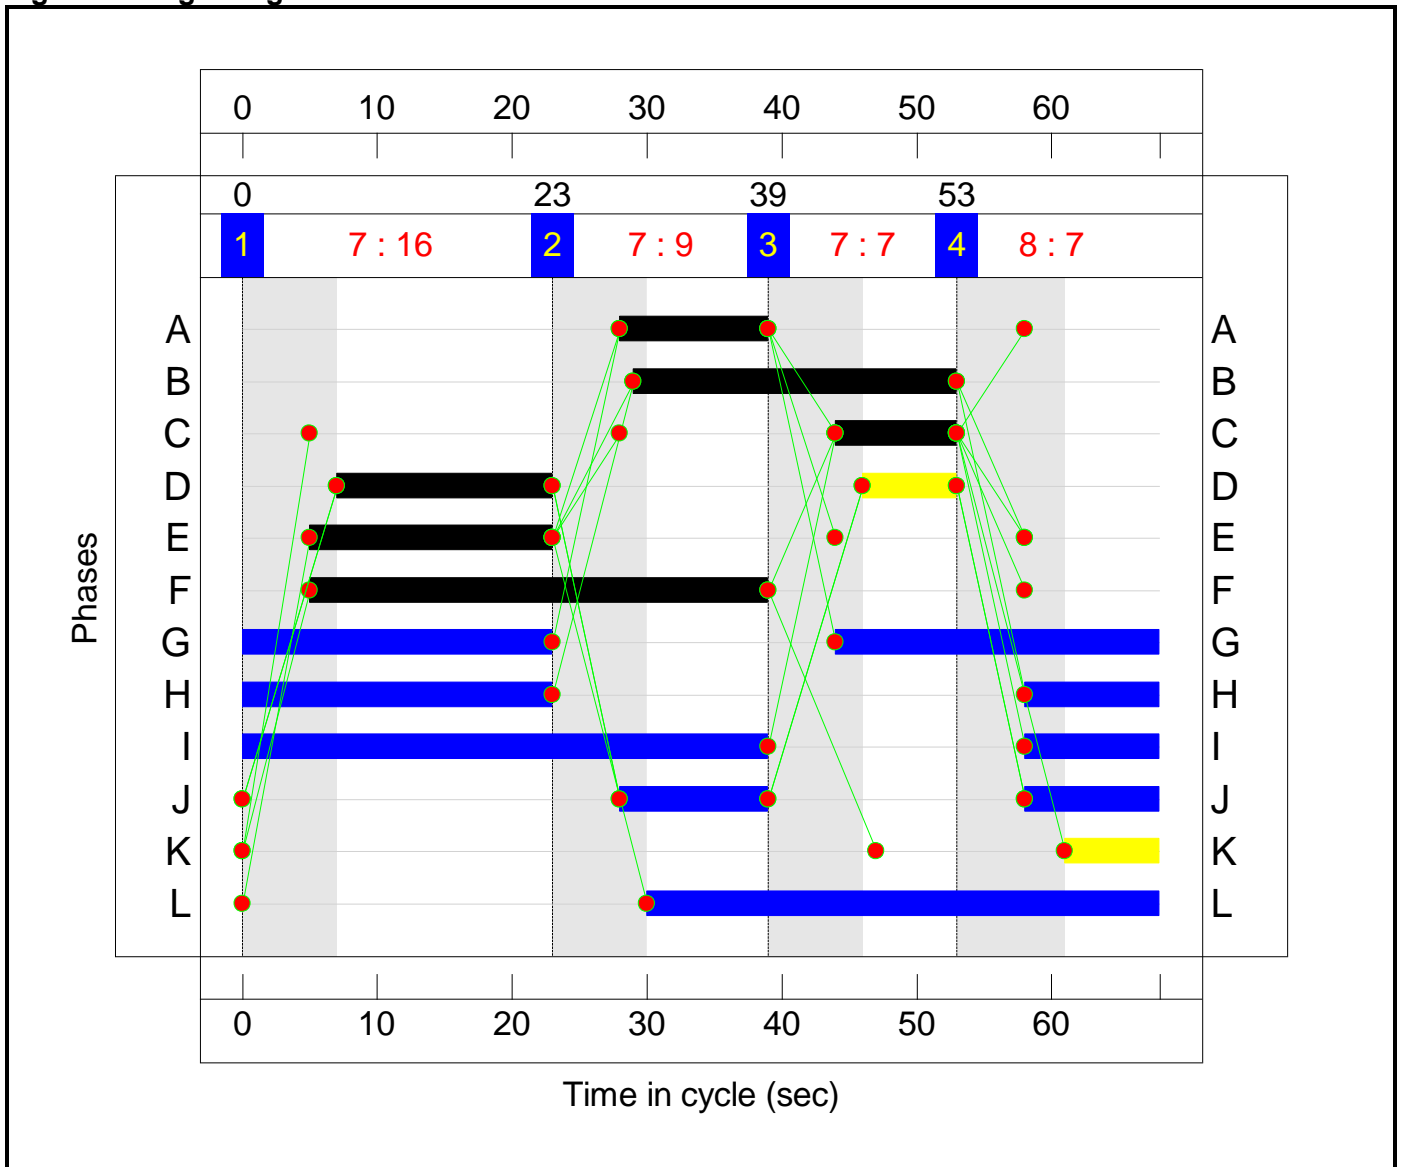 0 10 20 30 40 50 60
0 23 39 53
1 7 : 16 2 7 : 9 3 7 : 7 4 8 : 7
A A
B B
C C
D D
E E
F F
G G
H H
I I
J J
K K
L L
Phases
0 10 20 30 40 50 60
Time in cycle (sec)